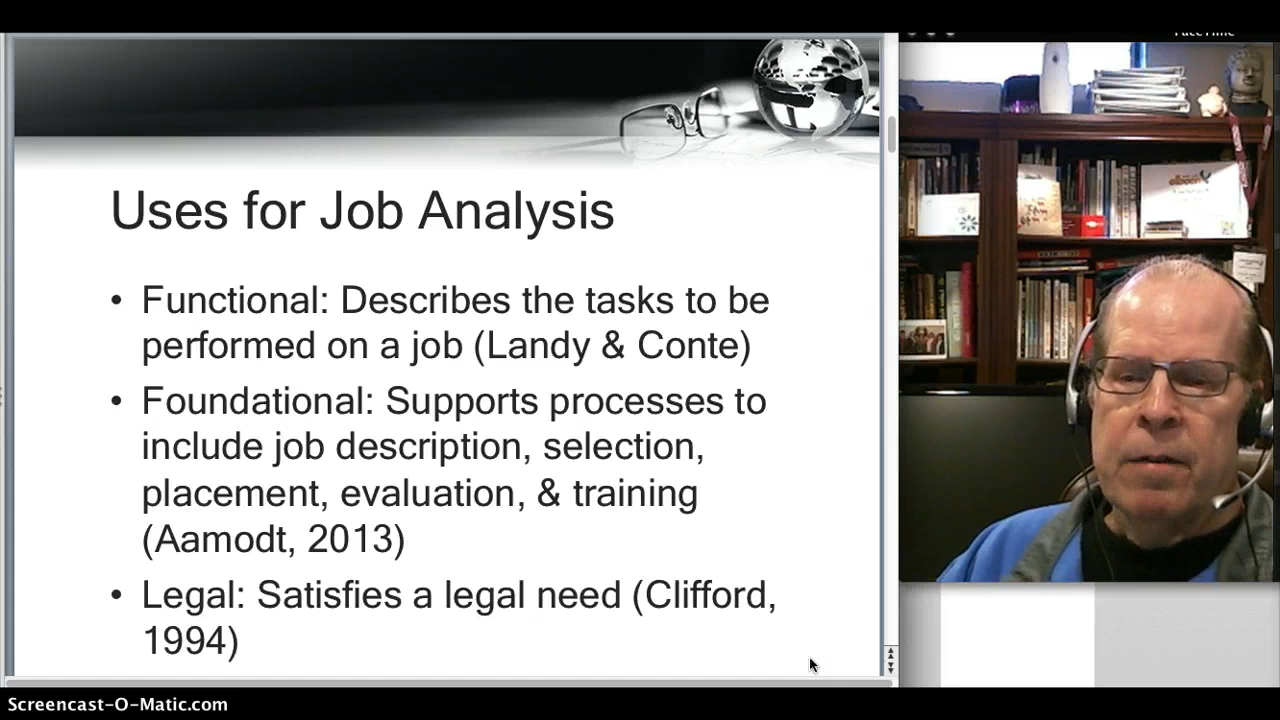 FaceTime
Uses for Job Analysis
• Functional: Describes the tasks to be
performed on a job (Landy & Conte)
• Foundational: Supports processes to
include job description, selection,
placement, evaluation, & training
(Aamodt, 2013)
• Legal: Satisfies a legal need (Clifford,
1994)
Screencast-O-Matic.com